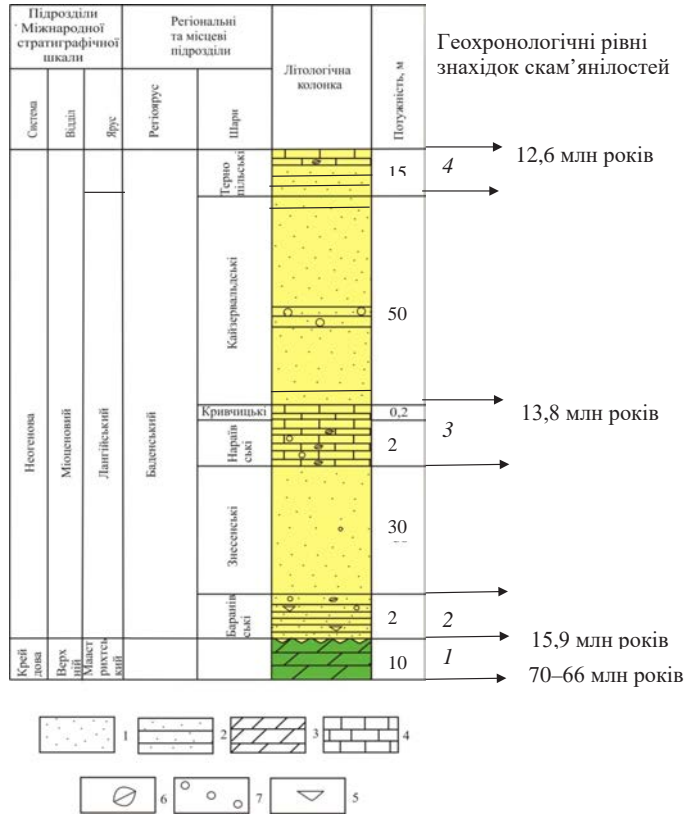 Підрозділи
Міжнародної
стратиграфічної
шкали
Регіональні
та місцеві
підрозділи
Літологічна
колонка
Потужність, м
Геохронологічні рівні
знахідок скам’янілостей
Система
Відділ
Ярус
Регіоярус
Шари
Неогенова
Міоценовий
Лангійський
Баденський
Терно
пільські
15
4
12,6 млн років
Кайзервальдські
50
Кривчицькі
0,2
13,8 млн років
Нараїв
ські
2
3
Знесенські
30
Баранів
ські
2
2
15,9 млн років
Крей
дова
Верх
ній
Мааст
рихтсь
кий
10
1
70–66 млн років
1
2
3
4
6
7
5